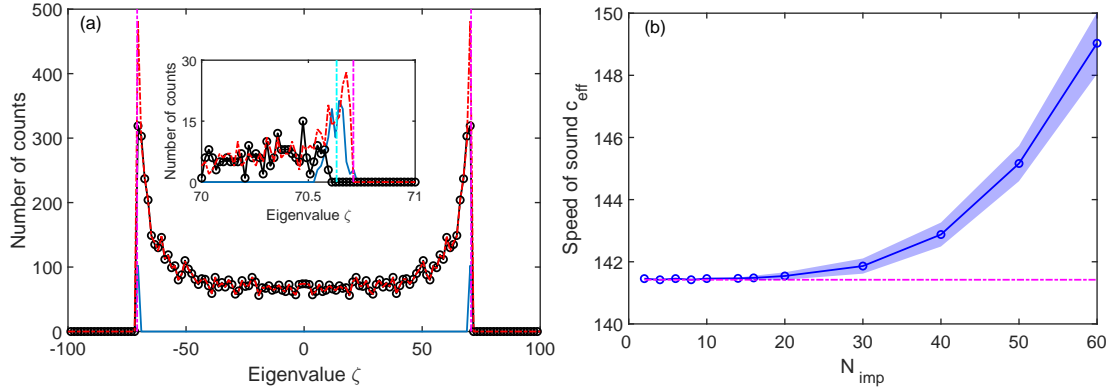 (a)
500
400
300
200
100
0
Number of counts
-100 -50 0 50 100
Eigenvalue ζ
30
15
0
Number of counts
70 70.5 71
Eigenvalue ζ
(b)
150
148
146
144
142
140
Speed of sound c_eff
0 10 20 30 40 50 60
N_imp